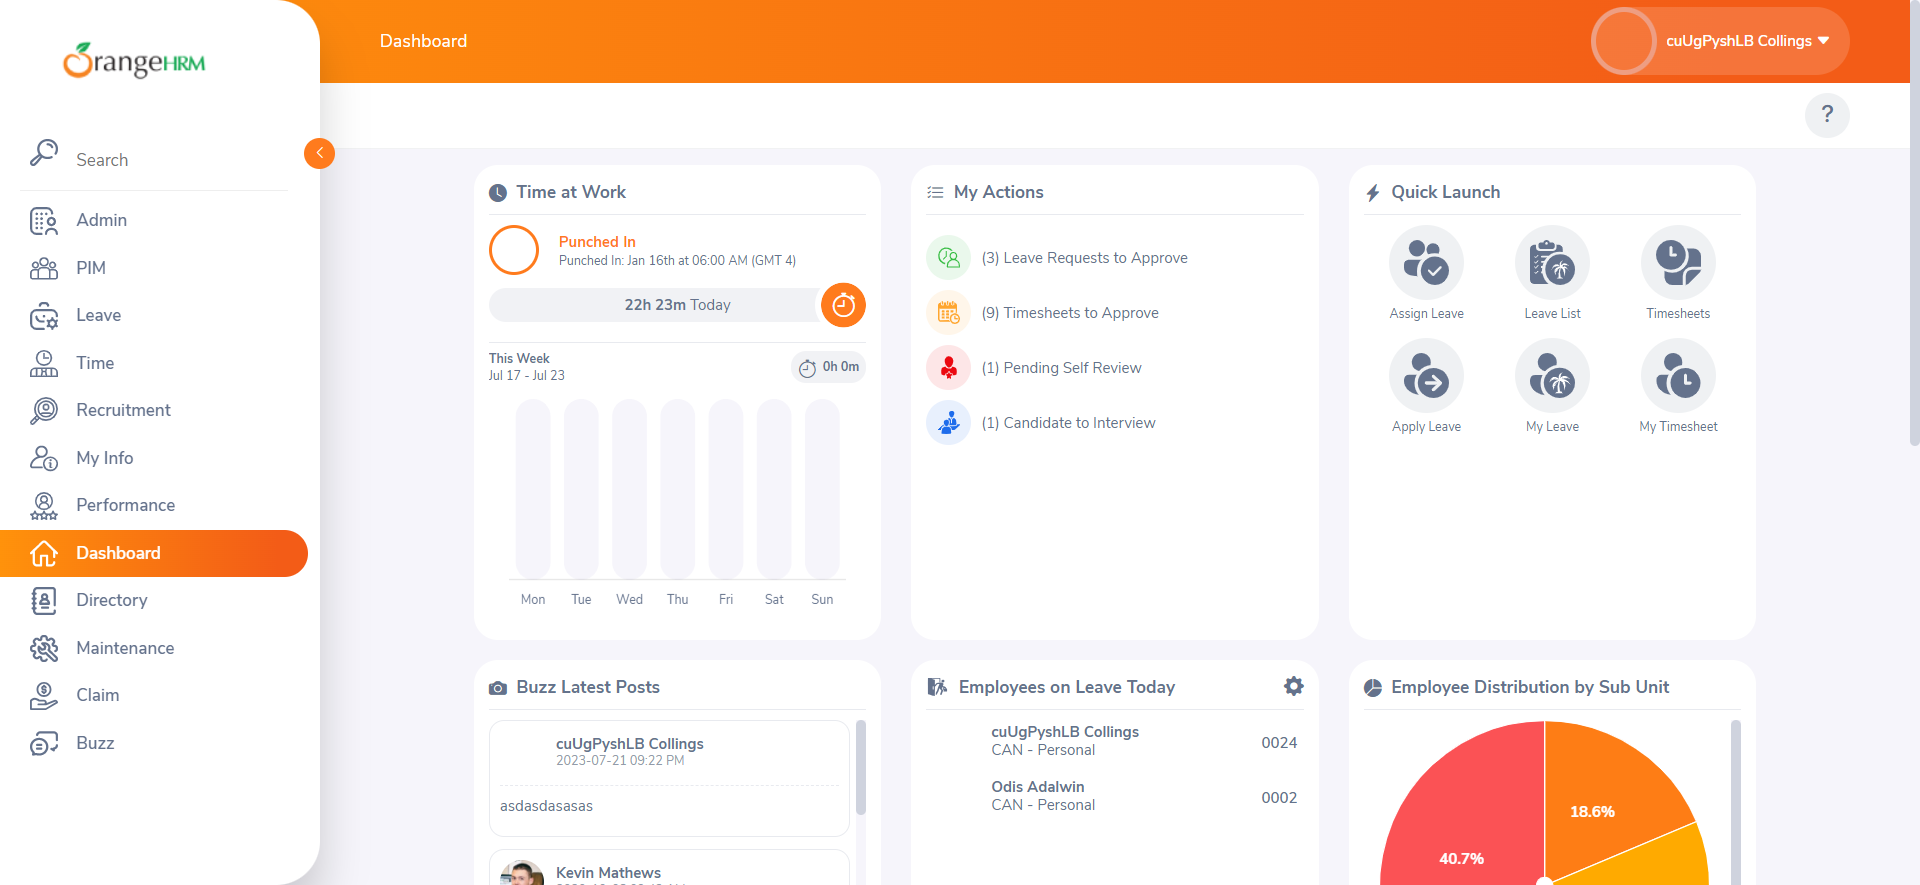 OrangeHRM
Search
Admin
PIM
Leave
Time
Recruitment
My Info
Performance
Dashboard
Directory
Maintenance
Claim
Buzz
Dashboard
cuUgPyshLB Collings
?
Time at Work
Punched In
Punched In: Jan 16th at 06:00 AM (GMT 4)
22h 23m Today
This Week
Jul 17 - Jul 23
0h 0m
Mon Tue Wed Thu Fri Sat Sun
My Actions
(3) Leave Requests to Approve
(9) Timesheets to Approve
(1) Pending Self Review
(1) Candidate to Interview
Quick Launch
Assign Leave Leave List Timesheets
Apply Leave My Leave My Timesheet
Buzz Latest Posts
cuUgPyshLB Collings
2023-07-21 09:22 PM
asdasdasasas
Kevin Mathews
Employees on Leave Today
cuUgPyshLB Collings
CAN - Personal
0024
Odis Adalwin
CAN - Personal
0002
Employee Distribution by Sub Unit
18.6%
40.7%